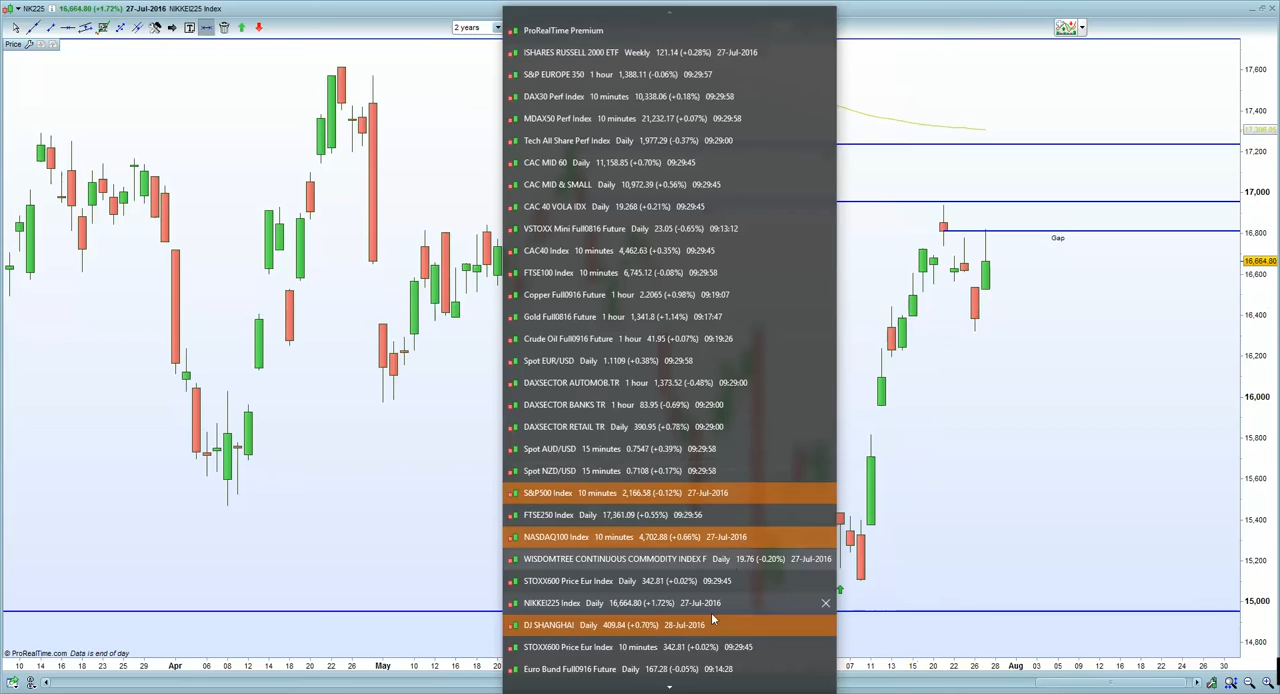 NK225 16,664.80 (+1.72%) 27-Jul-2016 NIKKEI225 Index
2 years
Price
ProRealTime Premium
ISHARES RUSSELL 2000 ETF Weekly 121.14 (+0.28%) 27-Jul-2016
S&P EUROPE 350 1 hour 1,388.11 (-0.06%) 09:29:57
DAX30 Perf Index 10 minutes 10,338.06 (+0.18%) 09:29:58
MDAX50 Perf Index 10 minutes 21,232.17 (+0.07%) 09:29:58
Tech All Share Perf Index Daily 1,977.29 (-0.37%) 09:29:00
CAC MID 60 Daily 11,158.85 (+0.70%) 09:29:45
CAC MID & SMALL Daily 10,972.39 (+0.56%) 09:29:45
CAC 40 VOLA IDX Daily 19.268 (+0.21%) 09:29:45
VSTOXX Mini Full0816 Future Daily 23.05 (-0.65%) 09:13:12
CAC40 Index 10 minutes 4,462.63 (+0.35%) 09:29:45
FTSE100 Index 10 minutes 6,745.12 (-0.08%) 09:29:58
Copper Full0916 Future 1 hour 2.2065 (+0.98%) 09:19:07
Gold Full0816 Future 1 hour 1,341.8 (+1.14%) 09:17:47
Crude Oil Full0916 Future 1 hour 41.95 (+0.07%) 09:19:26
Spot EUR/USD Daily 1.1109 (+0.38%) 09:29:58
DAXSECTOR AUTOMOB.TR 1 hour 1,373.52 (-0.48%) 09:29:00
DAXSECTOR BANKS TR 1 hour 83.95 (-0.69%) 09:29:00
DAXSECTOR RETAIL TR Daily 390.95 (+0.78%) 09:29:00
Spot AUD/USD 15 minutes 0.7547 (+0.39%) 09:29:58
Spot NZD/USD 15 minutes 0.7108 (+0.17%) 09:29:58
S&P500 Index 10 minutes 2,166.58 (-0.12%) 27-Jul-2016
FTSE250 Index Daily 17,361.09 (+0.55%) 09:29:56
NASDAQ100 Index 10 minutes 4,702.88 (+0.66%) 27-Jul-2016
WISDOMTREE CONTINUOUS COMMODITY INDEX F Daily 19.76 (-0.20%) 27-Jul-2016
STOXX600 Price Eur Index Daily 342.81 (+0.02%) 09:29:45
NIKKEI225 Index Daily 16,664.80 (+1.72%) 27-Jul-2016
DJ SHANGHAI Daily 409.84 (+0.70%) 28-Jul-2016
STOXX600 Price Eur Index 10 minutes 342.81 (+0.02%) 09:29:45
Euro Bund Full0916 Future Daily 167.28 (-0.05%) 09:14:28
Gap
17,600
17,400
17,200
17,000
16,800
16,664.80
16,600
16,400
16,200
16,000
15,800
15,600
15,400
15,200
15,000
14,800
© ProRealTime.com Data is end of day
10 14 16 18 22 24 28 30 Apr 05 07 11 13 15 19 21 25 27 May 05 09 11 13 17 19 07 11 13 15 20 22 26 28 Aug 03 05 09 11 15 17 19 23 25 30